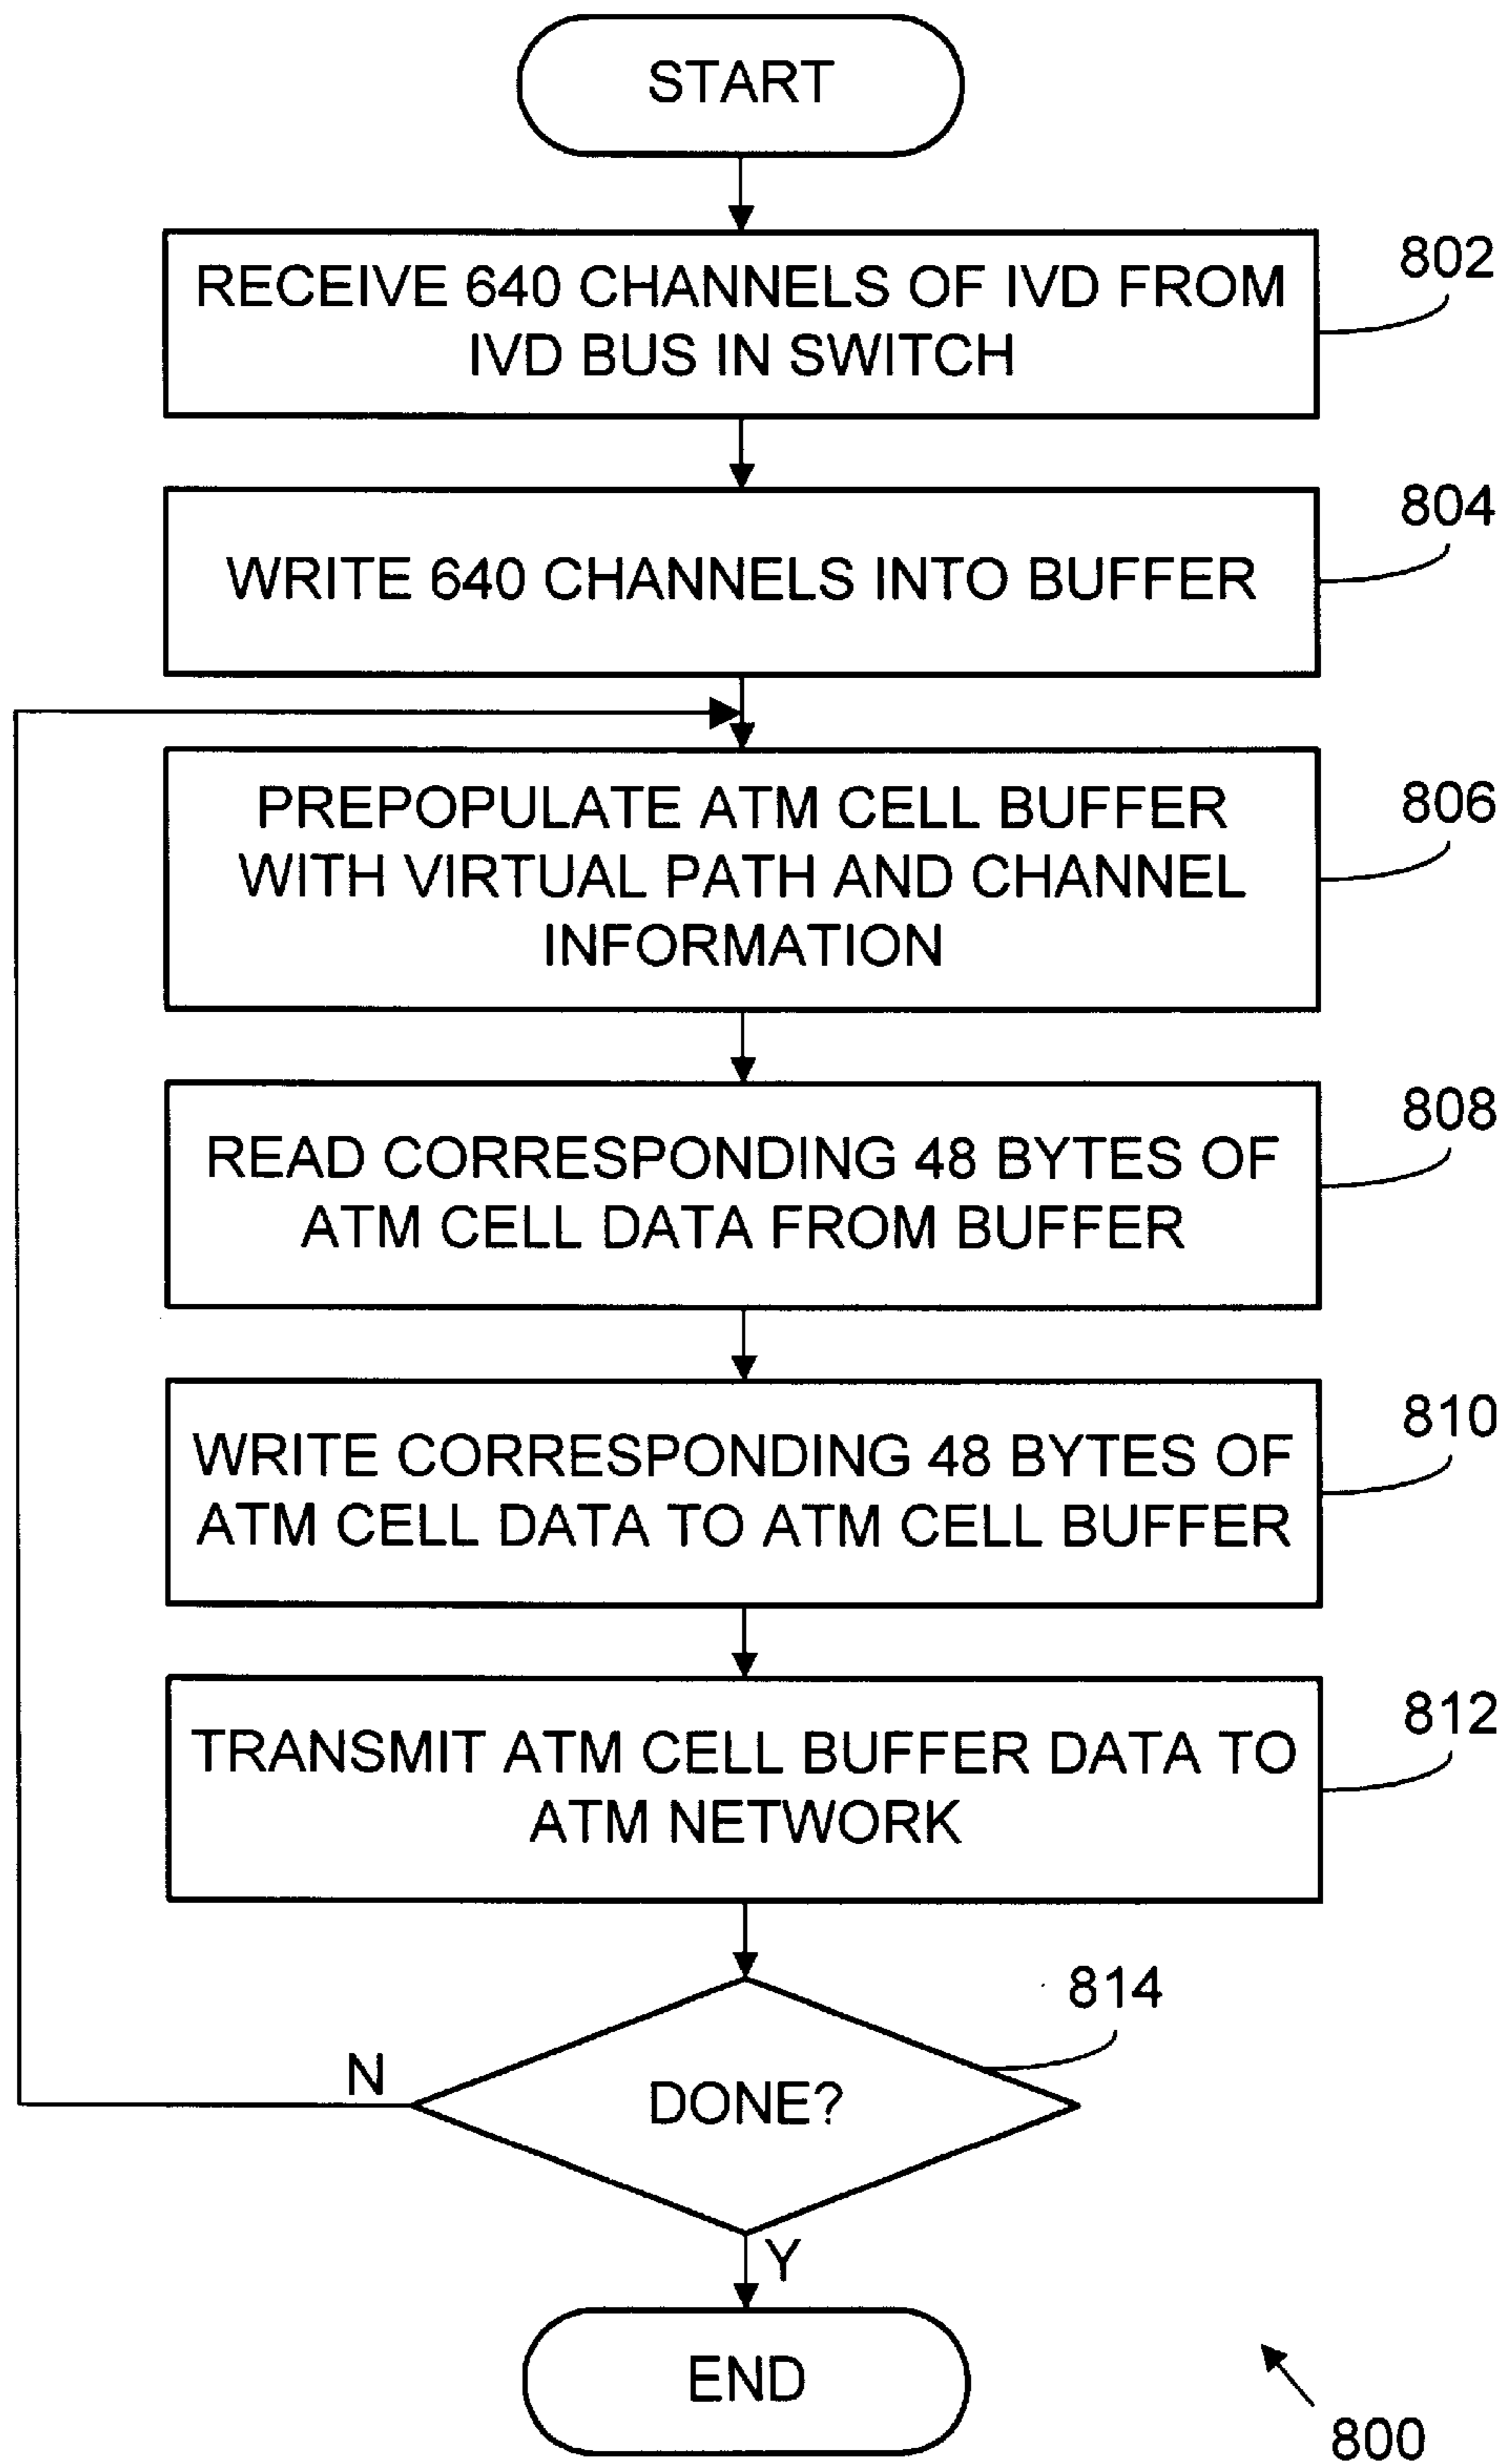 START
RECEIVE 640 CHANNELS OF IVD FROM
IVD BUS IN SWITCH
802
WRITE 640 CHANNELS INTO BUFFER
804
PREPOPULATE ATM CELL BUFFER
WITH VIRTUAL PATH AND CHANNEL
INFORMATION
806
READ CORRESPONDING 48 BYTES OF
ATM CELL DATA FROM BUFFER
808
WRITE CORRESPONDING 48 BYTES OF
ATM CELL DATA TO ATM CELL BUFFER
810
TRANSMIT ATM CELL BUFFER DATA TO
ATM NETWORK
812
814
N
DONE?
Y
END
800